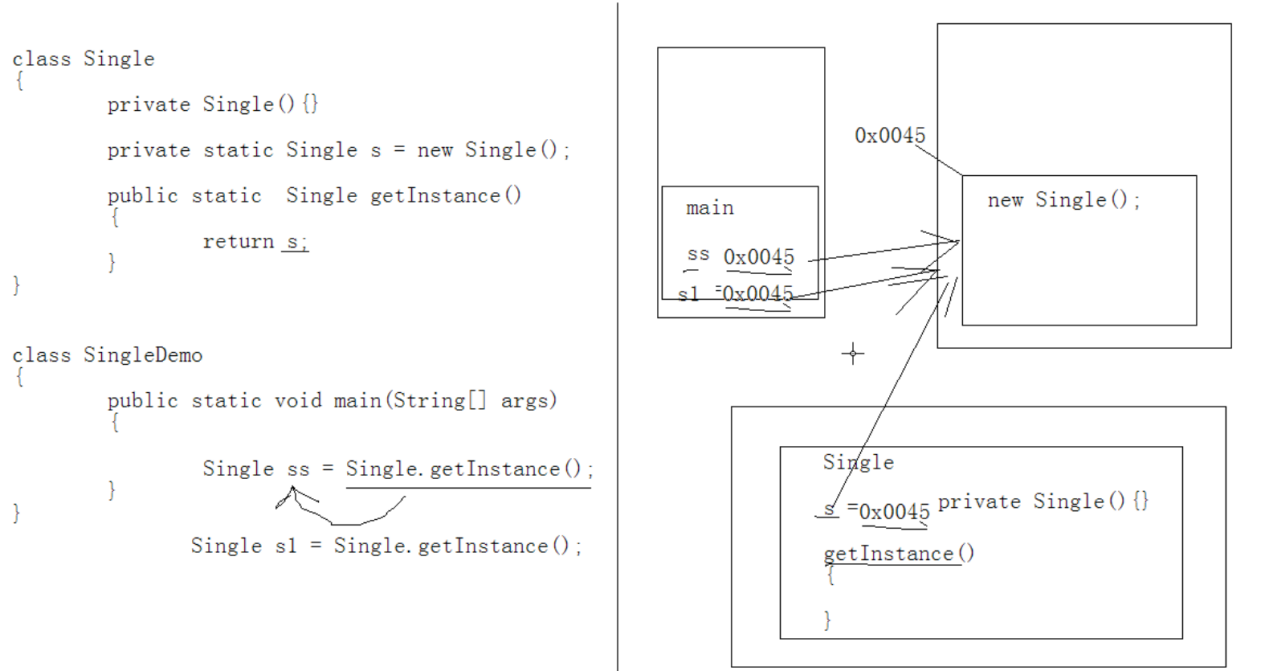 class Single
{
private Single(){}
private static Single s = new Single();
public static  Single getInstance()
{
return s;
}
}
class SingleDemo
{
public static void main(String[] args)
{
Single ss = Single.getInstance();
}
}
Single s1 = Single.getInstance();
main
ss 0x0045
s1 =0x0045
0x0045
new Single();
Single
s =0x0045 private Single(){}
getInstance()
{
}